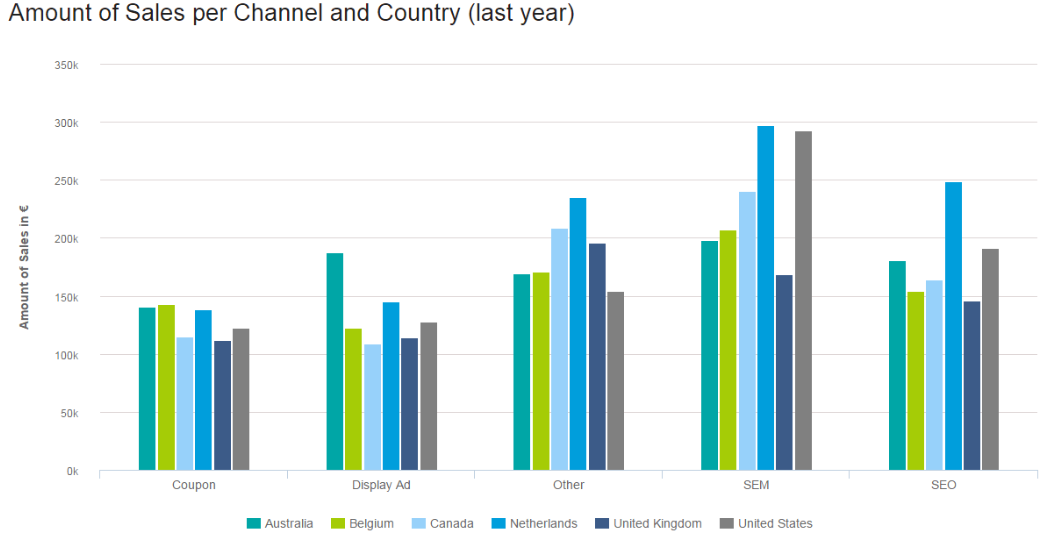 Amount of Sales per Channel and Country (last year)
350k
300k
250k
200k
150k
100k
50k
0k
Amount of Sales in €
Coupon Display Ad Other SEM SEO
Australia Belgium Canada Netherlands United Kingdom United States